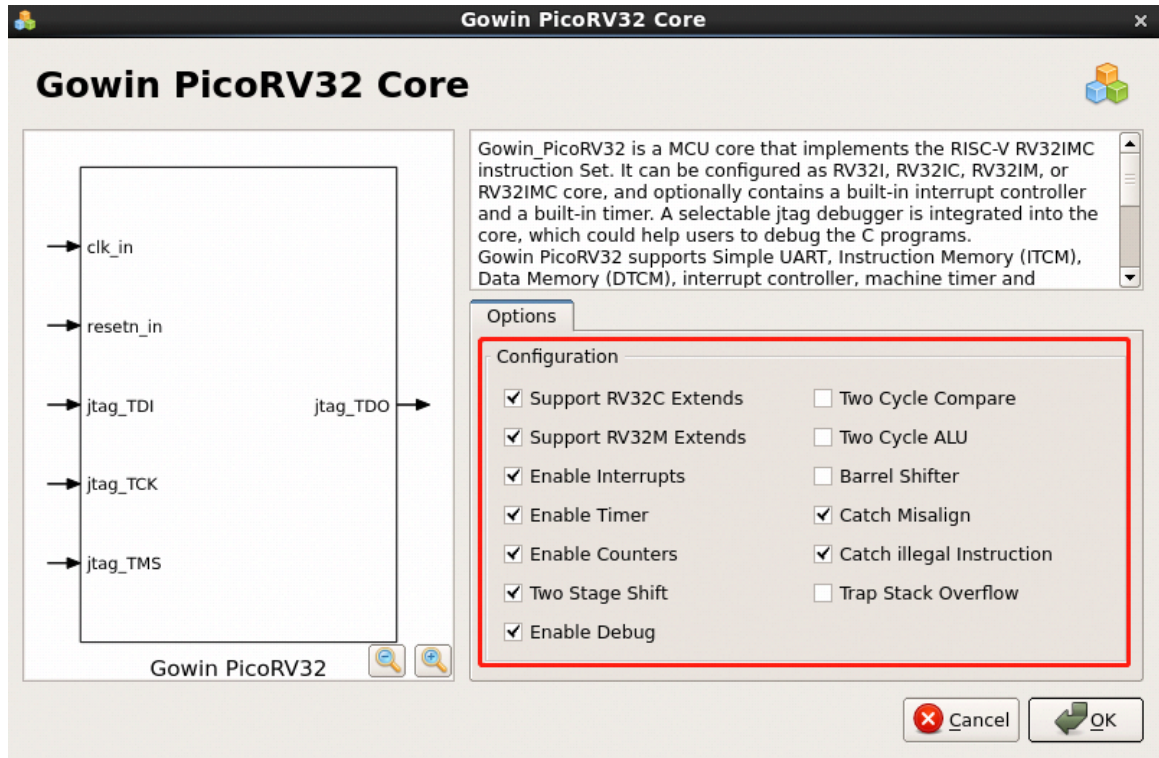 Gowin PicoRV32 Core
Gowin PicoRV32 Core
clk_in
resetn_in
jtag_TDI
jtag_TDO
jtag_TCK
jtag_TMS
Gowin PicoRV32
Gowin_PicoRV32 is a MCU core that implements the RISC-V RV32IMC
instruction Set. It can be configured as RV32I, RV32IC, RV32IM, or
RV32IMC core, and optionally contains a built-in interrupt controller
and a built-in timer. A selectable jtag debugger is integrated into the
core, which could help users to debug the C programs.
Gowin PicoRV32 supports Simple UART, Instruction Memory (ITCM),
Data Memory (DTCM), interrupt controller, machine timer and
Options
Configuration
Support RV32C Extends
Support RV32M Extends
Enable Interrupts
Enable Timer
Enable Counters
Two Stage Shift
Enable Debug
Two Cycle Compare
Two Cycle ALU
Barrel Shifter
Catch Misalign
Catch illegal Instruction
Trap Stack Overflow
Cancel
OK